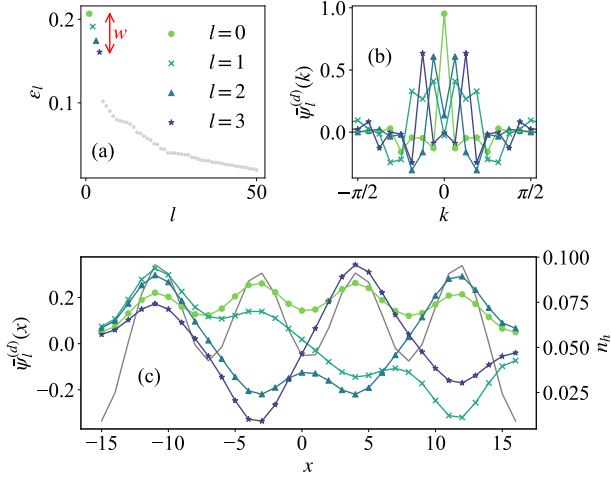 0.2
0.1
ε_l
w
l = 0
l = 1
l = 2
l = 3
(a)
0
50
l
1.0
0.5
0.0
ψ̄_l^{(d)}(k)
(b)
−π/2
0
π/2
k
0.2
0.0
−0.2
ψ̄_l^{(d)}(x)
(c)
0.100
0.075
0.050
0.025
n_h
−15
−10
−5
0
5
10
15
x